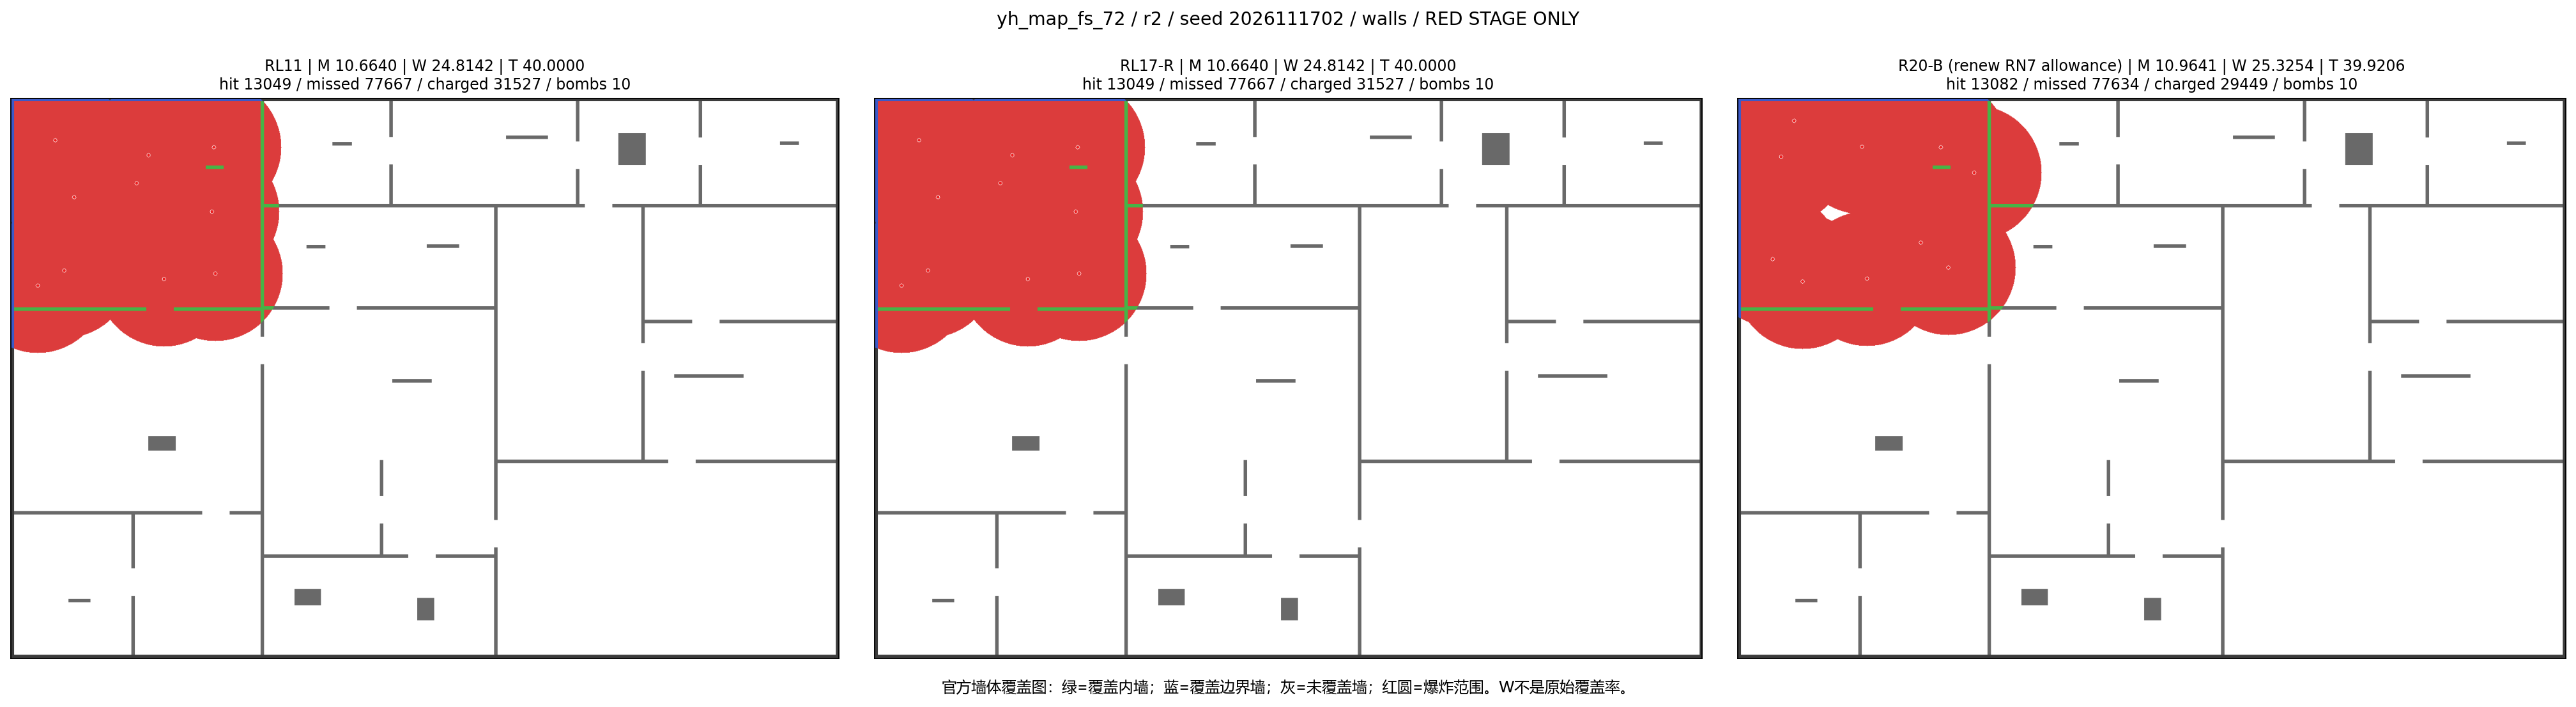 yh_map_fs_72 / r2 / seed 2026111702 / walls / RED STAGE ONLY
RL11 | M 10.6640 | W 24.8142 | T 40.0000
hit 13049 / missed 77667 / charged 31527 / bombs 10
RL17-R | M 10.6640 | W 24.8142 | T 40.0000
hit 13049 / missed 77667 / charged 31527 / bombs 10
R20-B (renew RN7 allowance) | M 10.9641 | W 25.3254 | T 39.9206
hit 13082 / missed 77634 / charged 29449 / bombs 10
官方墙体覆盖图：绿=覆盖内墙；蓝=覆盖边界墙；灰=未覆盖墙；红圆=爆炸范围。W不是原始覆盖率。